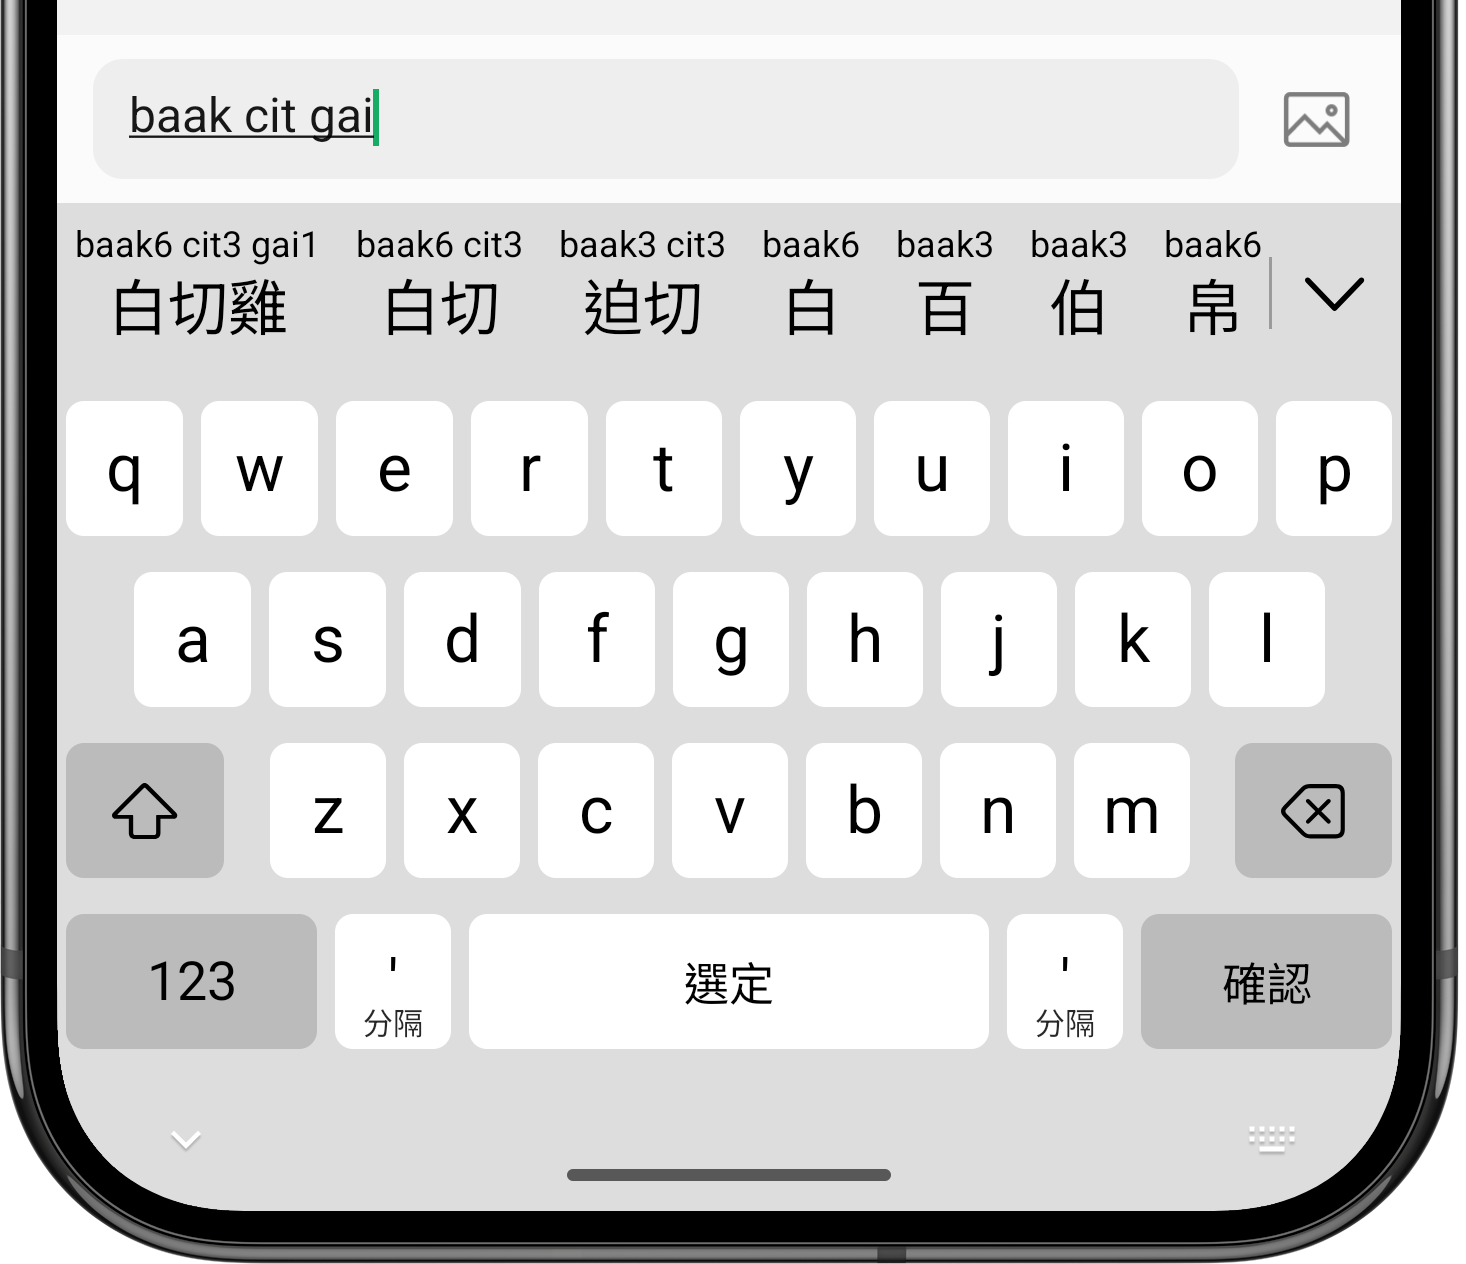 baak cit gai
baak6 cit3 gai1 baak6 cit3 baak3 cit3 baak6 baak3 baak3 baak6
白切雞 白切 迫切 白 百 伯 帛
q w e r t y u i o p
a s d f g h j k l
z x c v b n m
123 ' 選定 ' 確認
分隔 分隔